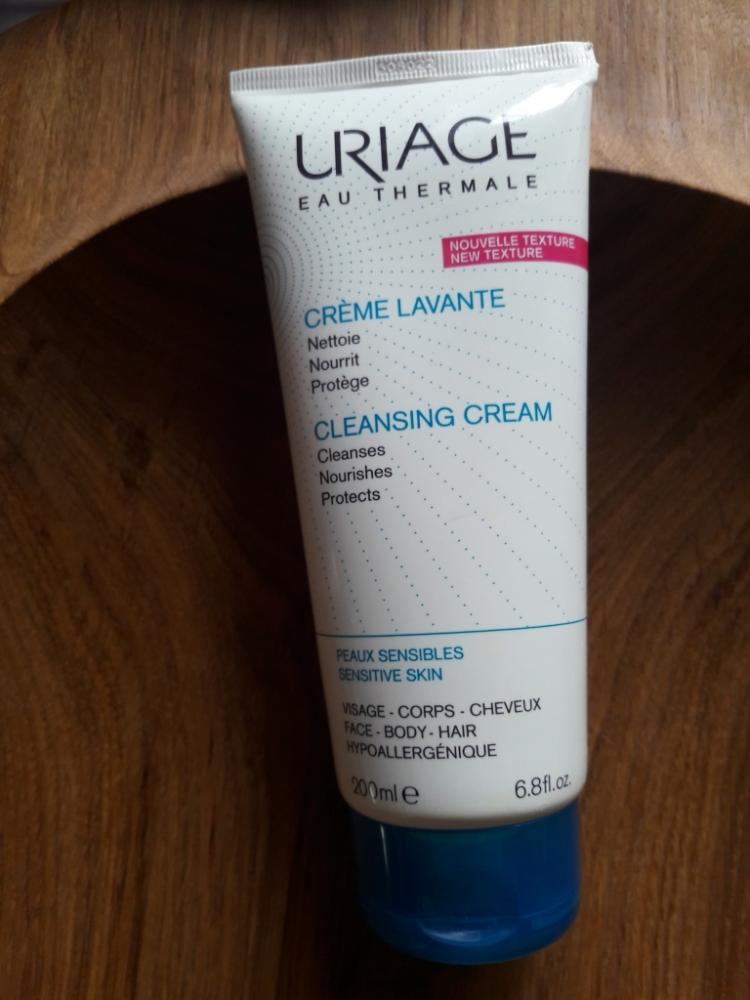 URIAGE
EAU THERMALE
NOUVELLE TEXTURE
NEW TEXTURE
CRÈME LAVANTE
Nettoie
Nourrit
Protège
CLEANSING CREAM
Cleanses
Nourishes
Protects
PEAUX SENSIBLES
SENSITIVE SKIN
VISAGE - CORPS - CHEVEUX
FACE - BODY - HAIR
HYPOALLERGÉNIQUE
200ml e 6.8fl.oz.